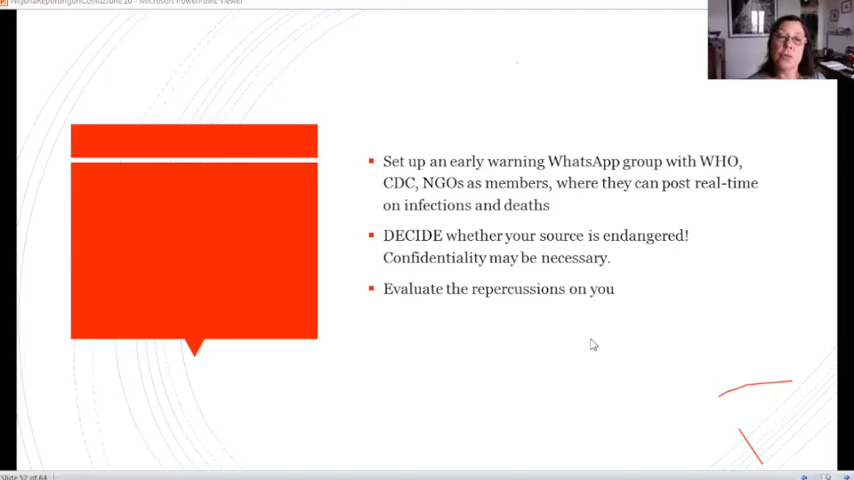 NigeriaReportingonCovid2June 20 - Microsoft PowerPoint Viewer
Set up an early warning WhatsApp group with WHO,
CDC, NGOs as members, where they can post real-time
on infections and deaths
DECIDE whether your source is endangered!
Confidentiality may be necessary.
Evaluate the repercussions on you
Slide 52 of 64